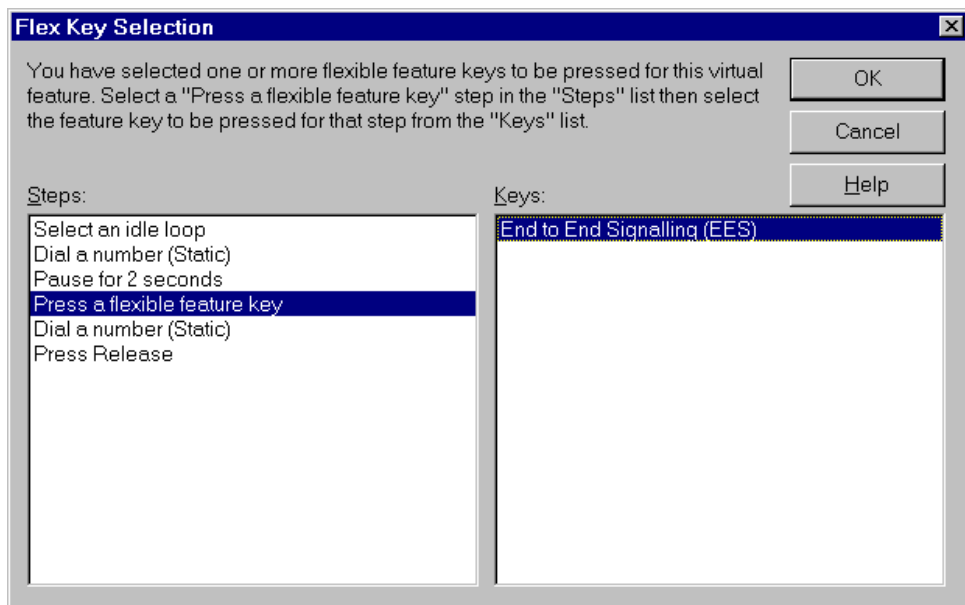 Flex Key Selection
You have selected one or more flexible feature keys to be pressed for this virtual
feature. Select a "Press a flexible feature key" step in the "Steps" list then select
the feature key to be pressed for that step from the "Keys" list.
OK
Cancel
Help
Steps:
Select an idle loop
Dial a number (Static)
Pause for 2 seconds
Press a flexible feature key
Dial a number (Static)
Press Release
Keys:
End to End Signalling (EES)